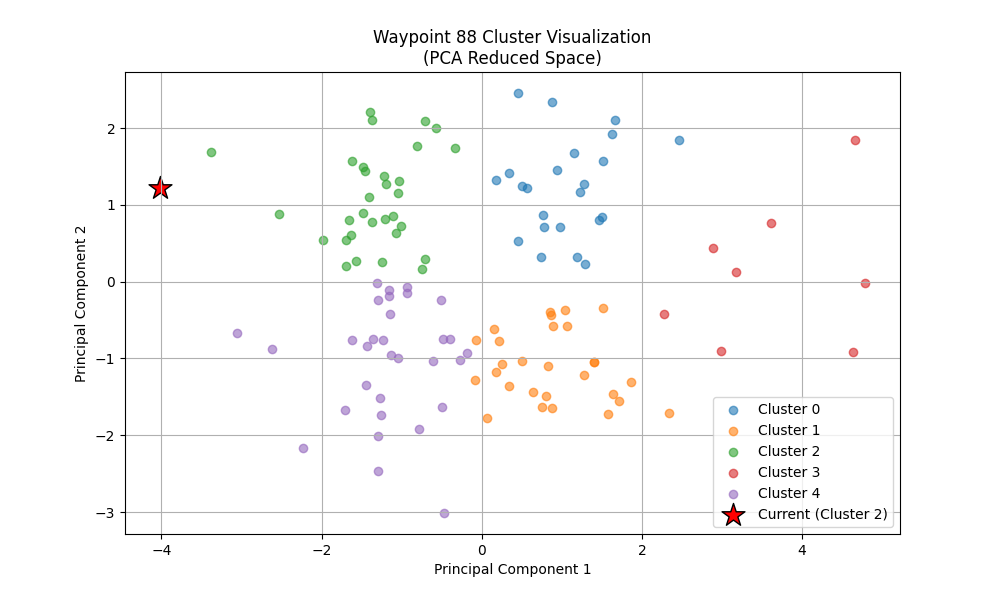 Waypoint 88 Cluster Visualization
(PCA Reduced Space)
Principal Component 2
2
1
0
−1
−2
−3
Cluster 0
Cluster 1
Cluster 2
Cluster 3
Cluster 4
Current (Cluster 2)
−4
−2
0
2
4
Principal Component 1